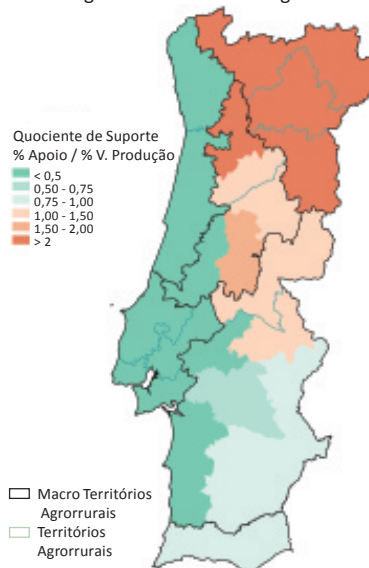 Quociente de Suporte
% Apoio / % V. Produção
< 0,5
0,50 - 0,75
0,75 - 1,00
1,00 - 1,50
1,50 - 2,00
> 2
Macro Territórios
Agrorrurais
Territórios
Agrorrurais